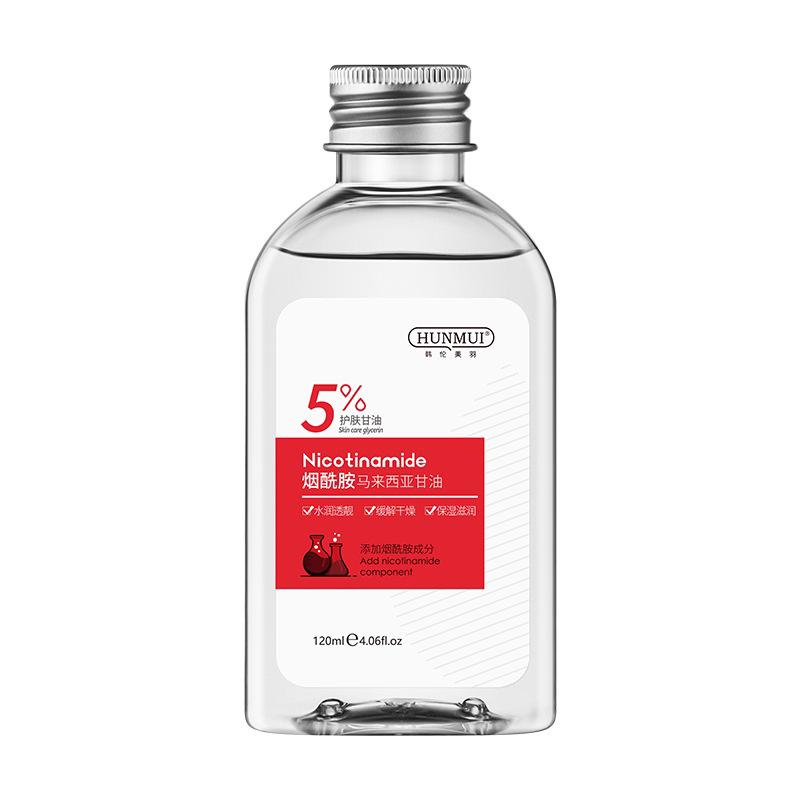 HUNMUI®
韩伦美羽
5%
护肤甘油
Skin care glycerin
Nicotinamide
烟酰胺马来西亚甘油
水润透靓 缓解干燥 保湿滋润
添加烟酰胺成分
Add nicotinamide
component
120ml℮4.06fl.oz